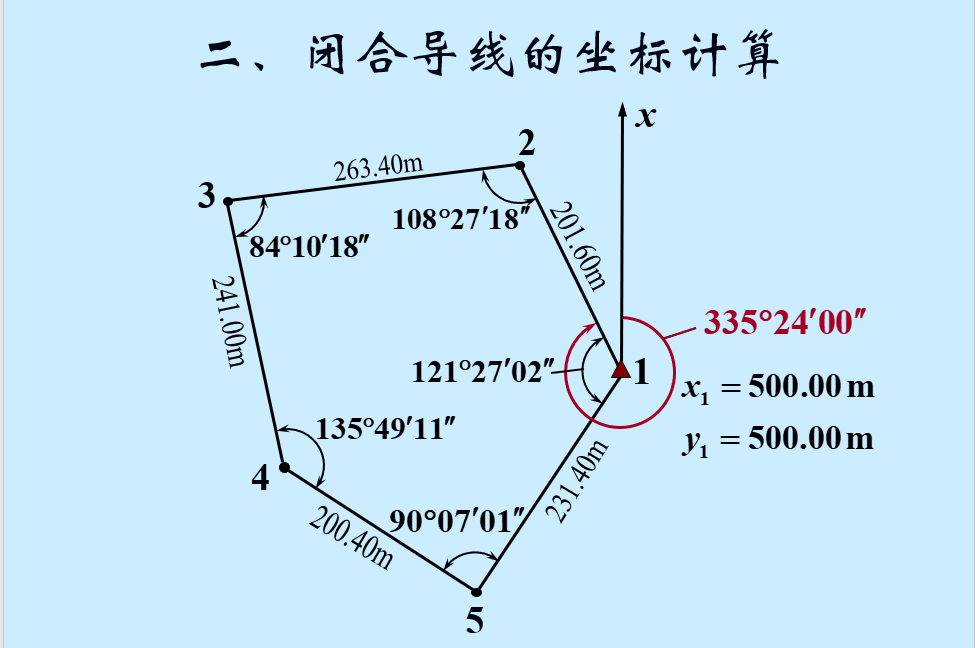 二、闭合导线的坐标计算
x
2
263.40m
3
108°27′18″
201.60m
84°10′18″
241.00m
335°24′00″
121°27′02″
1
x₁ = 500.00 m
135°49′11″
y₁ = 500.00 m
4
231.40m
90°07′01″
200.40m
5